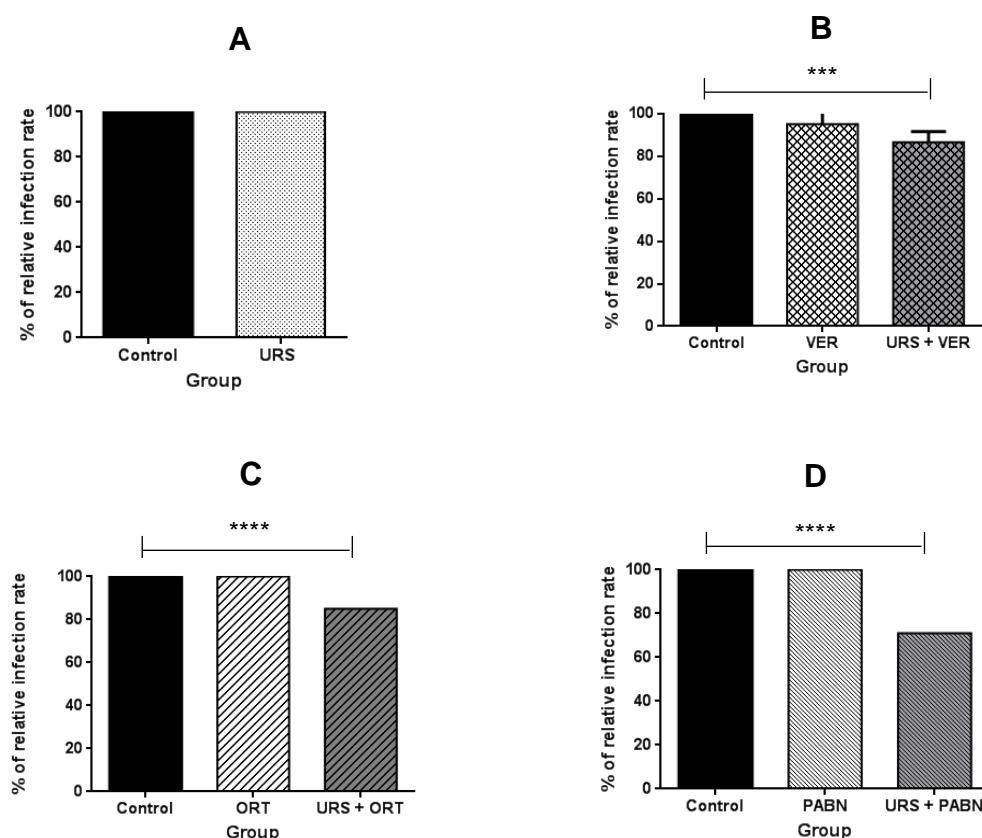 A
% of relative infection rate
100
80
60
40
20
0
Control URS
Group
B
***
% of relative infection rate
100
80
60
40
20
0
Control VER URS + VER
Group
C
****
% of relative infection rate
100
80
60
40
20
0
Control ORT URS + ORT
Group
D
****
% of relative infection rate
100
80
60
40
20
0
Control PABN URS + PABN
Group